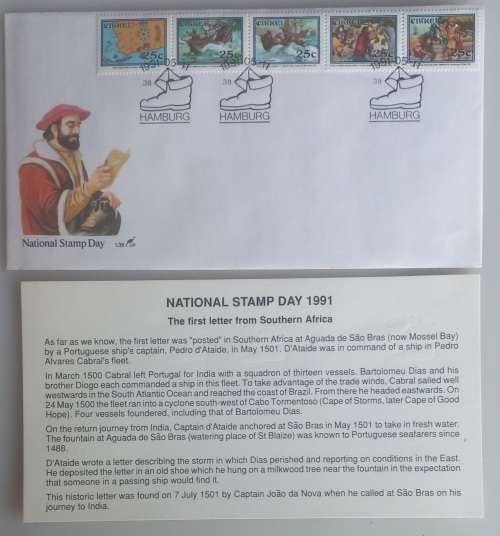 CISKEI CISKEI CISKEI CISKEI CISKEI
25c 25c 25c 25c 25c
1991-05-11
38 38 38
HAMBURG HAMBURG HAMBURG
National Stamp Day 1.38
NATIONAL STAMP DAY 1991
The first letter from Southern Africa
As far as we know, the first letter was "posted" in Southern Africa at Aguada de São Bras (now Mossel Bay)
by a Portuguese ship's captain, Pedro d'Ataide, in May 1501. D'Ataide was in command of a ship in Pedro
Alvares Cabral's fleet.
In March 1500 Cabral left Portugal for India with a squadron of thirteen vessels. Bartolomeu Dias and his
brother Diogo each commanded a ship in this fleet. To take advantage of the trade winds, Cabral sailed well
westwards in the South Atlantic Ocean and reached the coast of Brazil. From there he headed eastwards. On
24 May 1500 the fleet ran into a cyclone south-west of Cabo Tormentoso (Cape of Storms, later Cape of Good
Hope). Four vessels foundered, including that of Bartolomeu Dias.
On the return journey from India, Captain d'Ataide anchored at São Bras in May 1501 to take in fresh water.
The fountain at Aguada de São Bras (watering place of St Blaize) was known to Portuguese seafarers since
1488.
D'Ataide wrote a letter describing the storm in which Dias perished and reporting on conditions in the East.
He deposited the letter in an old shoe which he hung on a milkwood tree near the fountain in the expectation
that someone in a passing ship would find it.
This historic letter was found on 7 July 1501 by Captain João da Nova when he called at São Bras on
his journey to India.